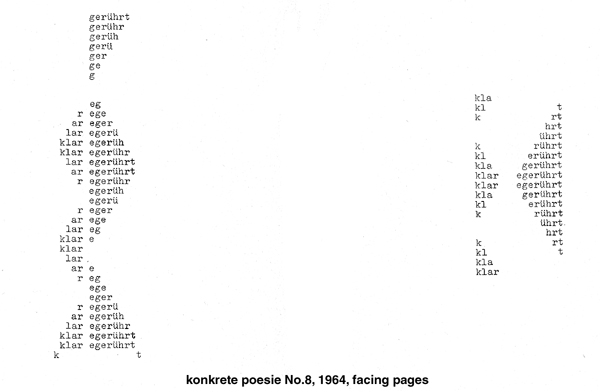 gerührt
gerühr
gerüh
gerü
ger
ge
g
eg
r ege
ar eger
lar egerü
klar egerüh
klar egerühr
lar egerührt
ar egerührt
r egerühr
egerüh
egerü
r eger
ar ege
lar eg
klar e
klar
lar
ar e
r eg
ege
eger
r egerü
ar egerüh
lar egerühr
klar egerührt
klar egerührt
k t
kla
kl t
k rt
hrt
ührt
k rührt
kl erührt
kla gerührt
klar egerührt
klar egerührt
kla gerührt
kl erührt
k rührt
ührt
hrt
k rt
kl t
kla
klar
konkrete poesie No.8, 1964, facing pages